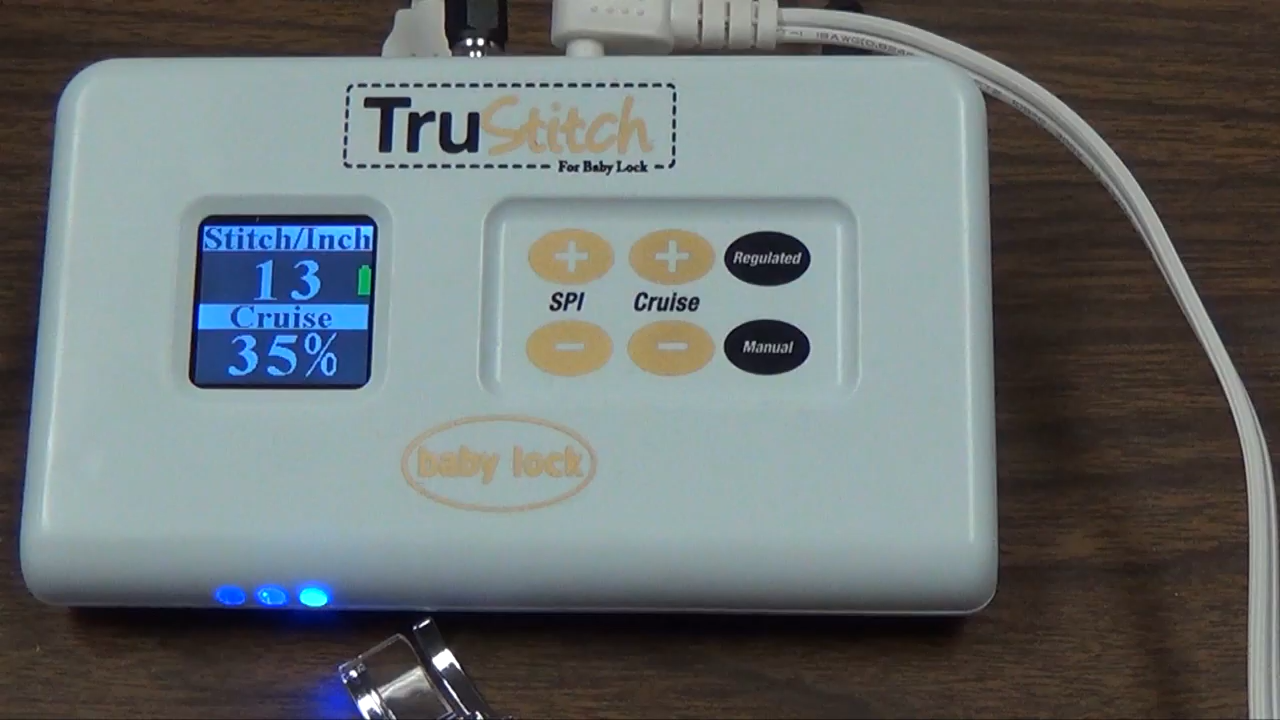 TruStitch
For Baby Lock
Stitch/Inch
13
Cruise
35%
SPI
Cruise
Regulated
Manual
baby lock